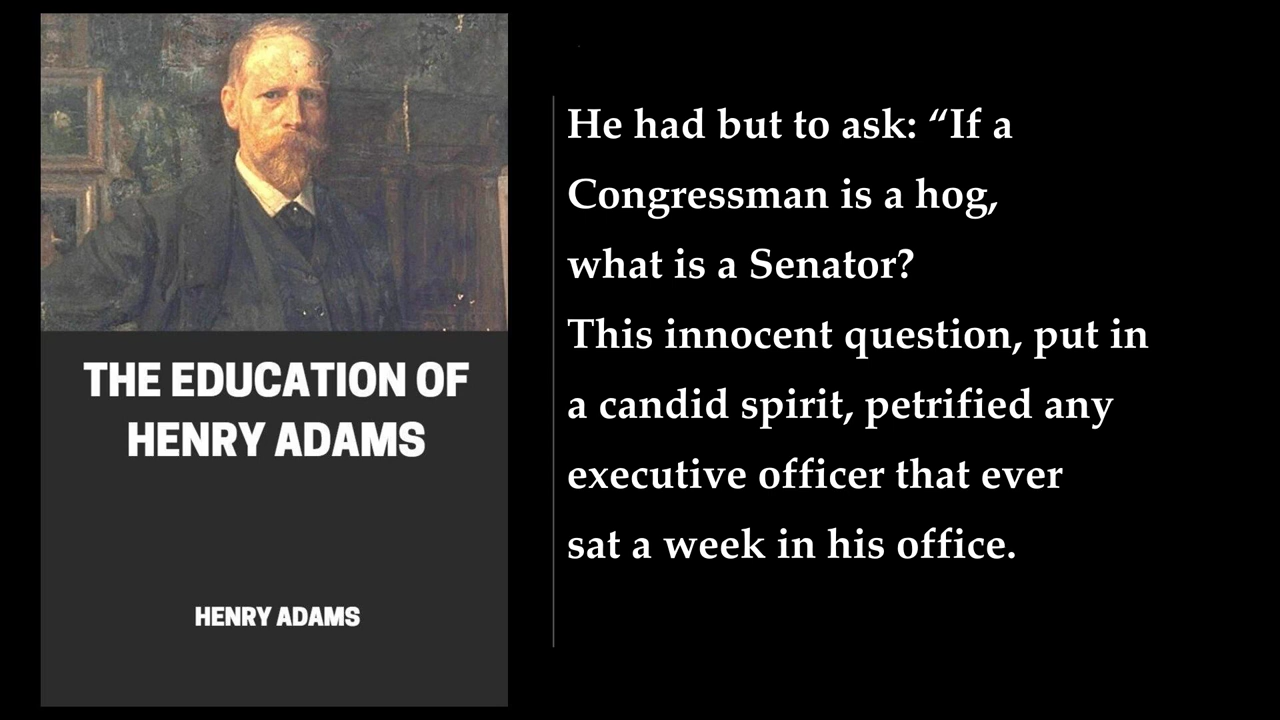 THE EDUCATION OF
HENRY ADAMS
HENRY ADAMS
He had but to ask: “If a
Congressman is a hog,
what is a Senator?
This innocent question, put in
a candid spirit, petrified any
executive officer that ever
sat a week in his office.